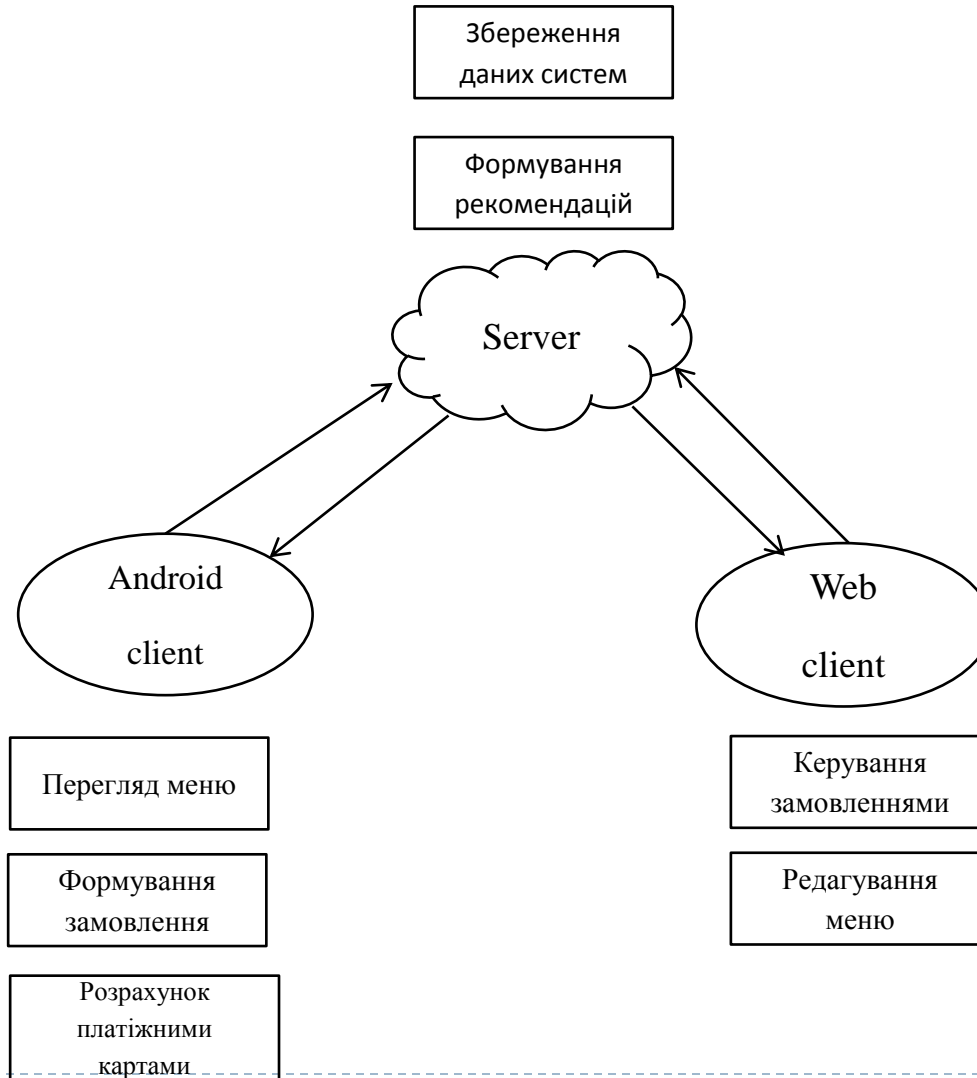 Збереження
даних систем
Формування
рекомендацій
Server
Android
client
Web
client
Перегляд меню
Керування
замовленнями
Формування
замовлення
Редагування
меню
Розрахунок
платіжними
картами